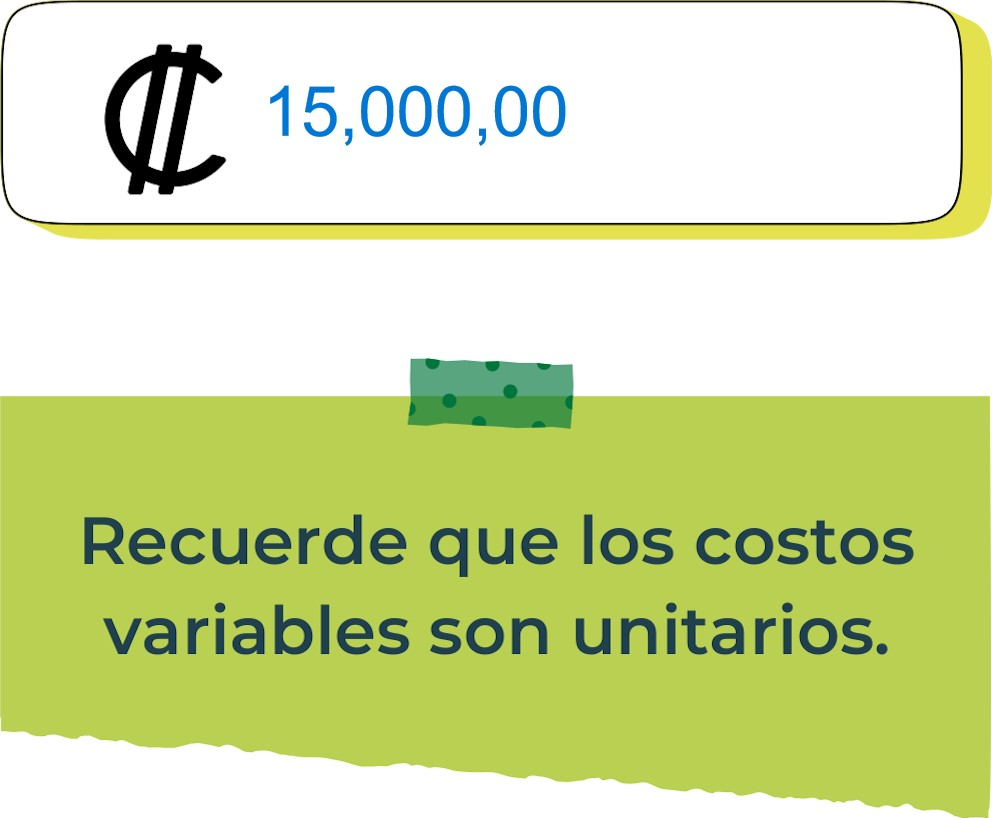 ₡ 15,000,00
Recuerde que los costos
variables son unitarios.